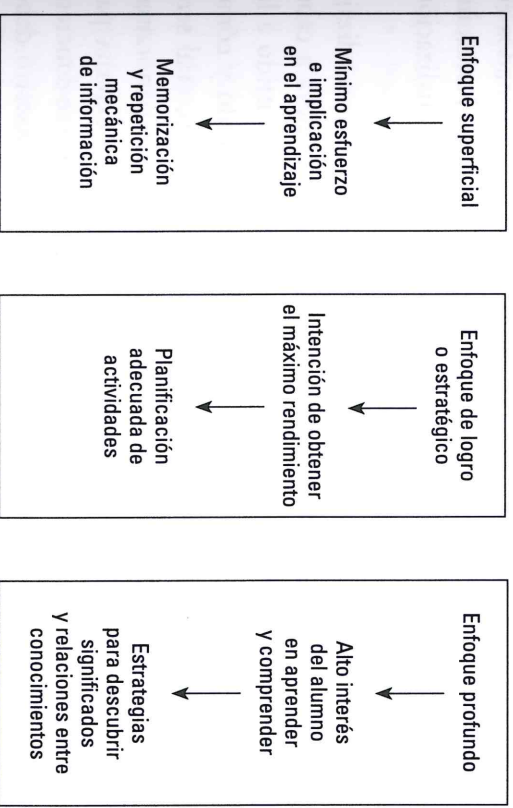 Enfoque superficial
Mínimo esfuerzo
e implicación
en el aprendizaje
Memorización
y repetición
mecánica
de información
Enfoque de logro
o estratégico
Intención de obtener
el máximo rendimiento
Planificación
adecuada de
actividades
Enfoque profundo
Alto interés
del alumno
en aprender
y comprender
Estrategias
para descubrir
significados
y relaciones entre
conocimientos